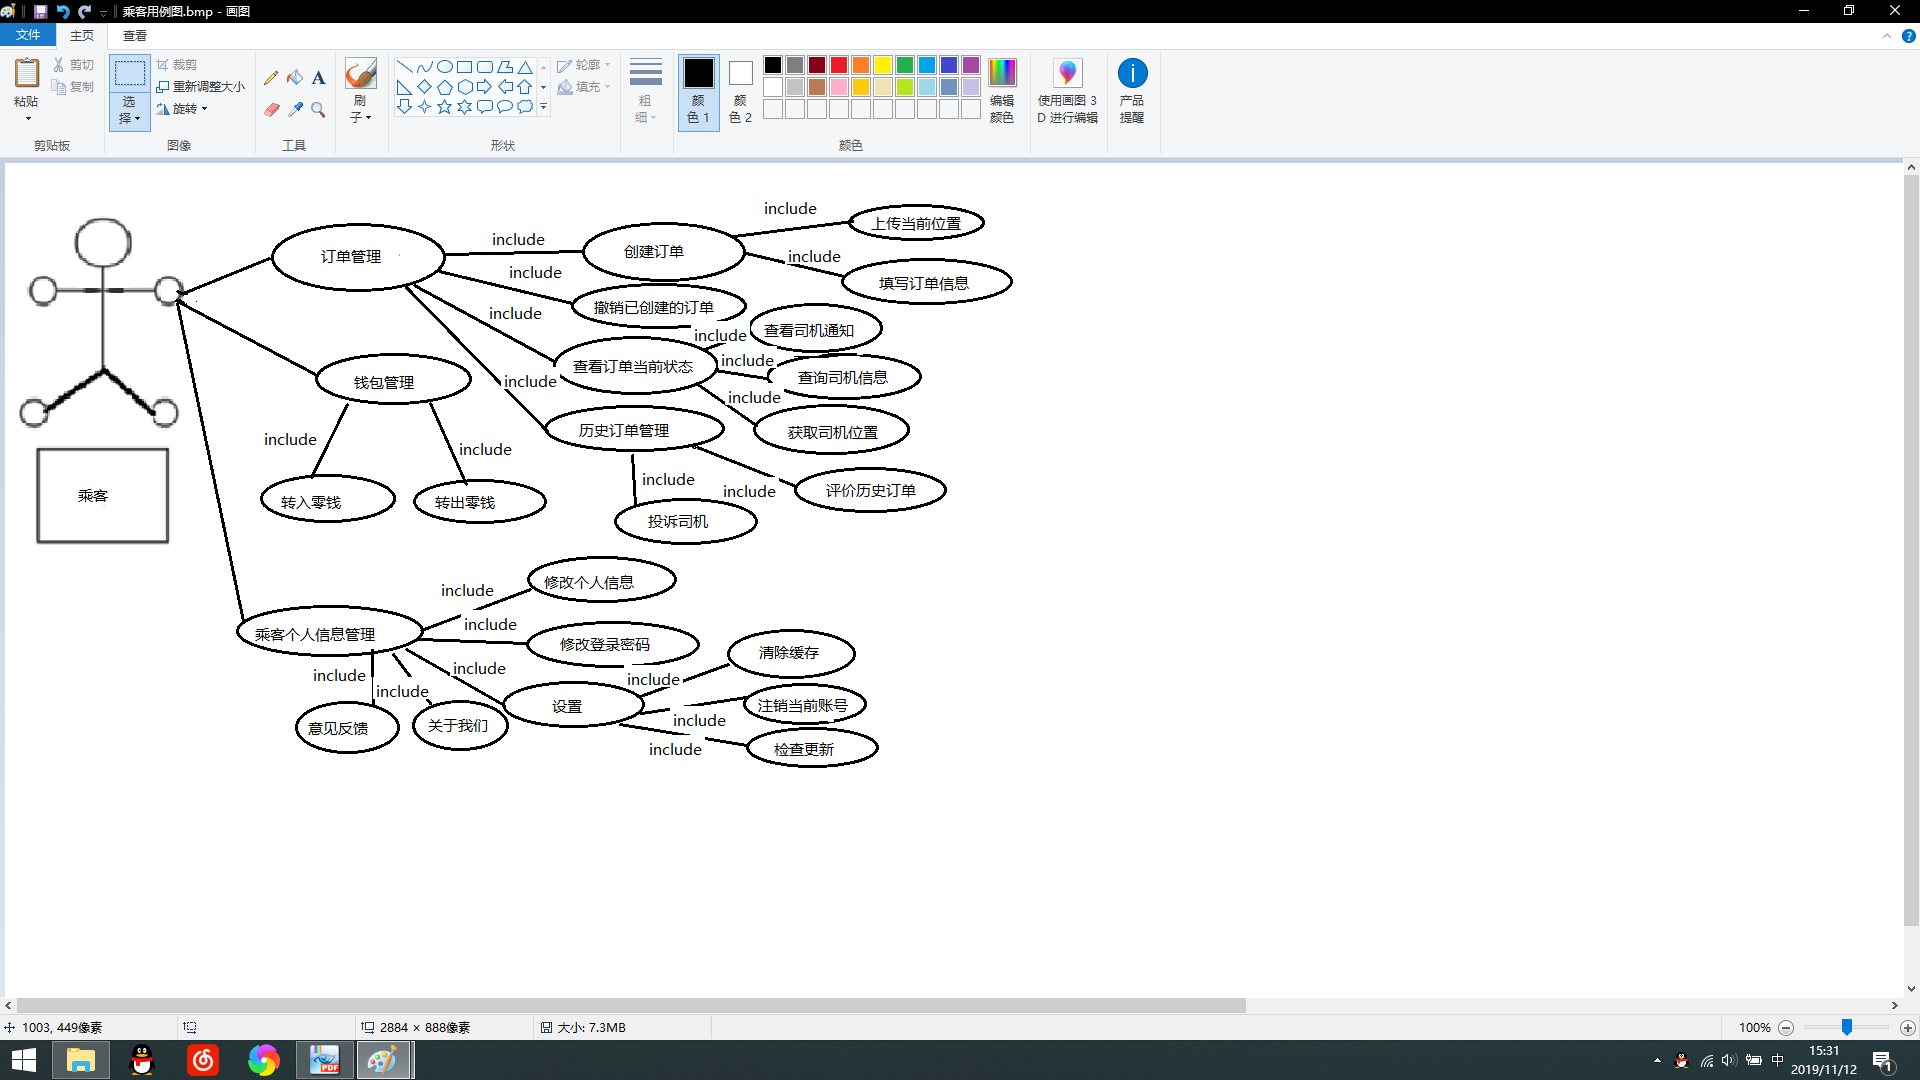 乘客用例图.bmp - 画图
文件 主页 查看
粘贴
剪切
复制
剪贴板
选
择
裁剪
重新调整大小
旋转
图像
A
工具
刷
子
轮廓
填充
形状
粗
细
颜
色 1
颜
色 2
编辑
颜色
颜色
使用画图 3
D 进行编辑
产品
提醒
include
上传当前位置
include
订单管理
创建订单
include
include
填写订单信息
include
撤销已创建的订单
include
查看司机通知
include
查看订单当前状态
include
查询司机信息
include
钱包管理
include
历史订单管理
获取司机位置
include
include
include
评价历史订单
include
乘客
转入零钱
转出零钱
投诉司机
include
修改个人信息
include
乘客个人信息管理
修改登录密码
清除缓存
include
include
include
include
设置
注销当前账号
include
意见反馈
关于我们
include
检查更新
1003, 449像素
2884 × 888像素
大小: 7.3MB
100%
PDF
中
15:31
2019/11/12
1